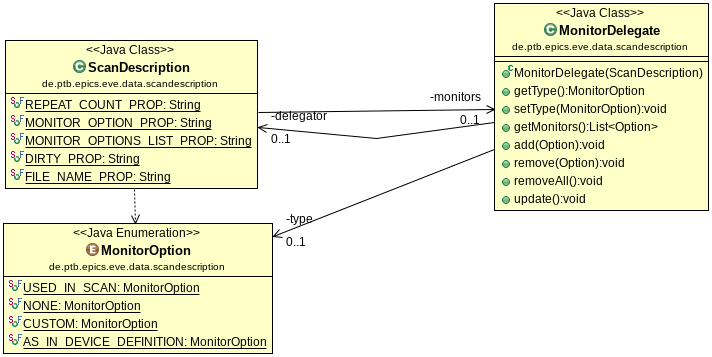 <<Java Class>>
ScanDescription
de.ptb.epics.eve.data.scandescription
REPEAT_COUNT_PROP: String
MONITOR_OPTION_PROP: String
MONITOR_OPTIONS_LIST_PROP: String
DIRTY_PROP: String
FILE_NAME_PROP: String
-monitors
0..1
-delegator
0..1
<<Java Class>>
MonitorDelegate
de.ptb.epics.eve.data.scandescription
MonitorDelegate(ScanDescription)
getType():MonitorOption
setType(MonitorOption):void
getMonitors():List<Option>
add(Option):void
remove(Option):void
removeAll():void
update():void
-type
0..1
<<Java Enumeration>>
MonitorOption
de.ptb.epics.eve.data.scandescription
USED_IN_SCAN: MonitorOption
NONE: MonitorOption
CUSTOM: MonitorOption
AS_IN_DEVICE_DEFINITION: MonitorOption